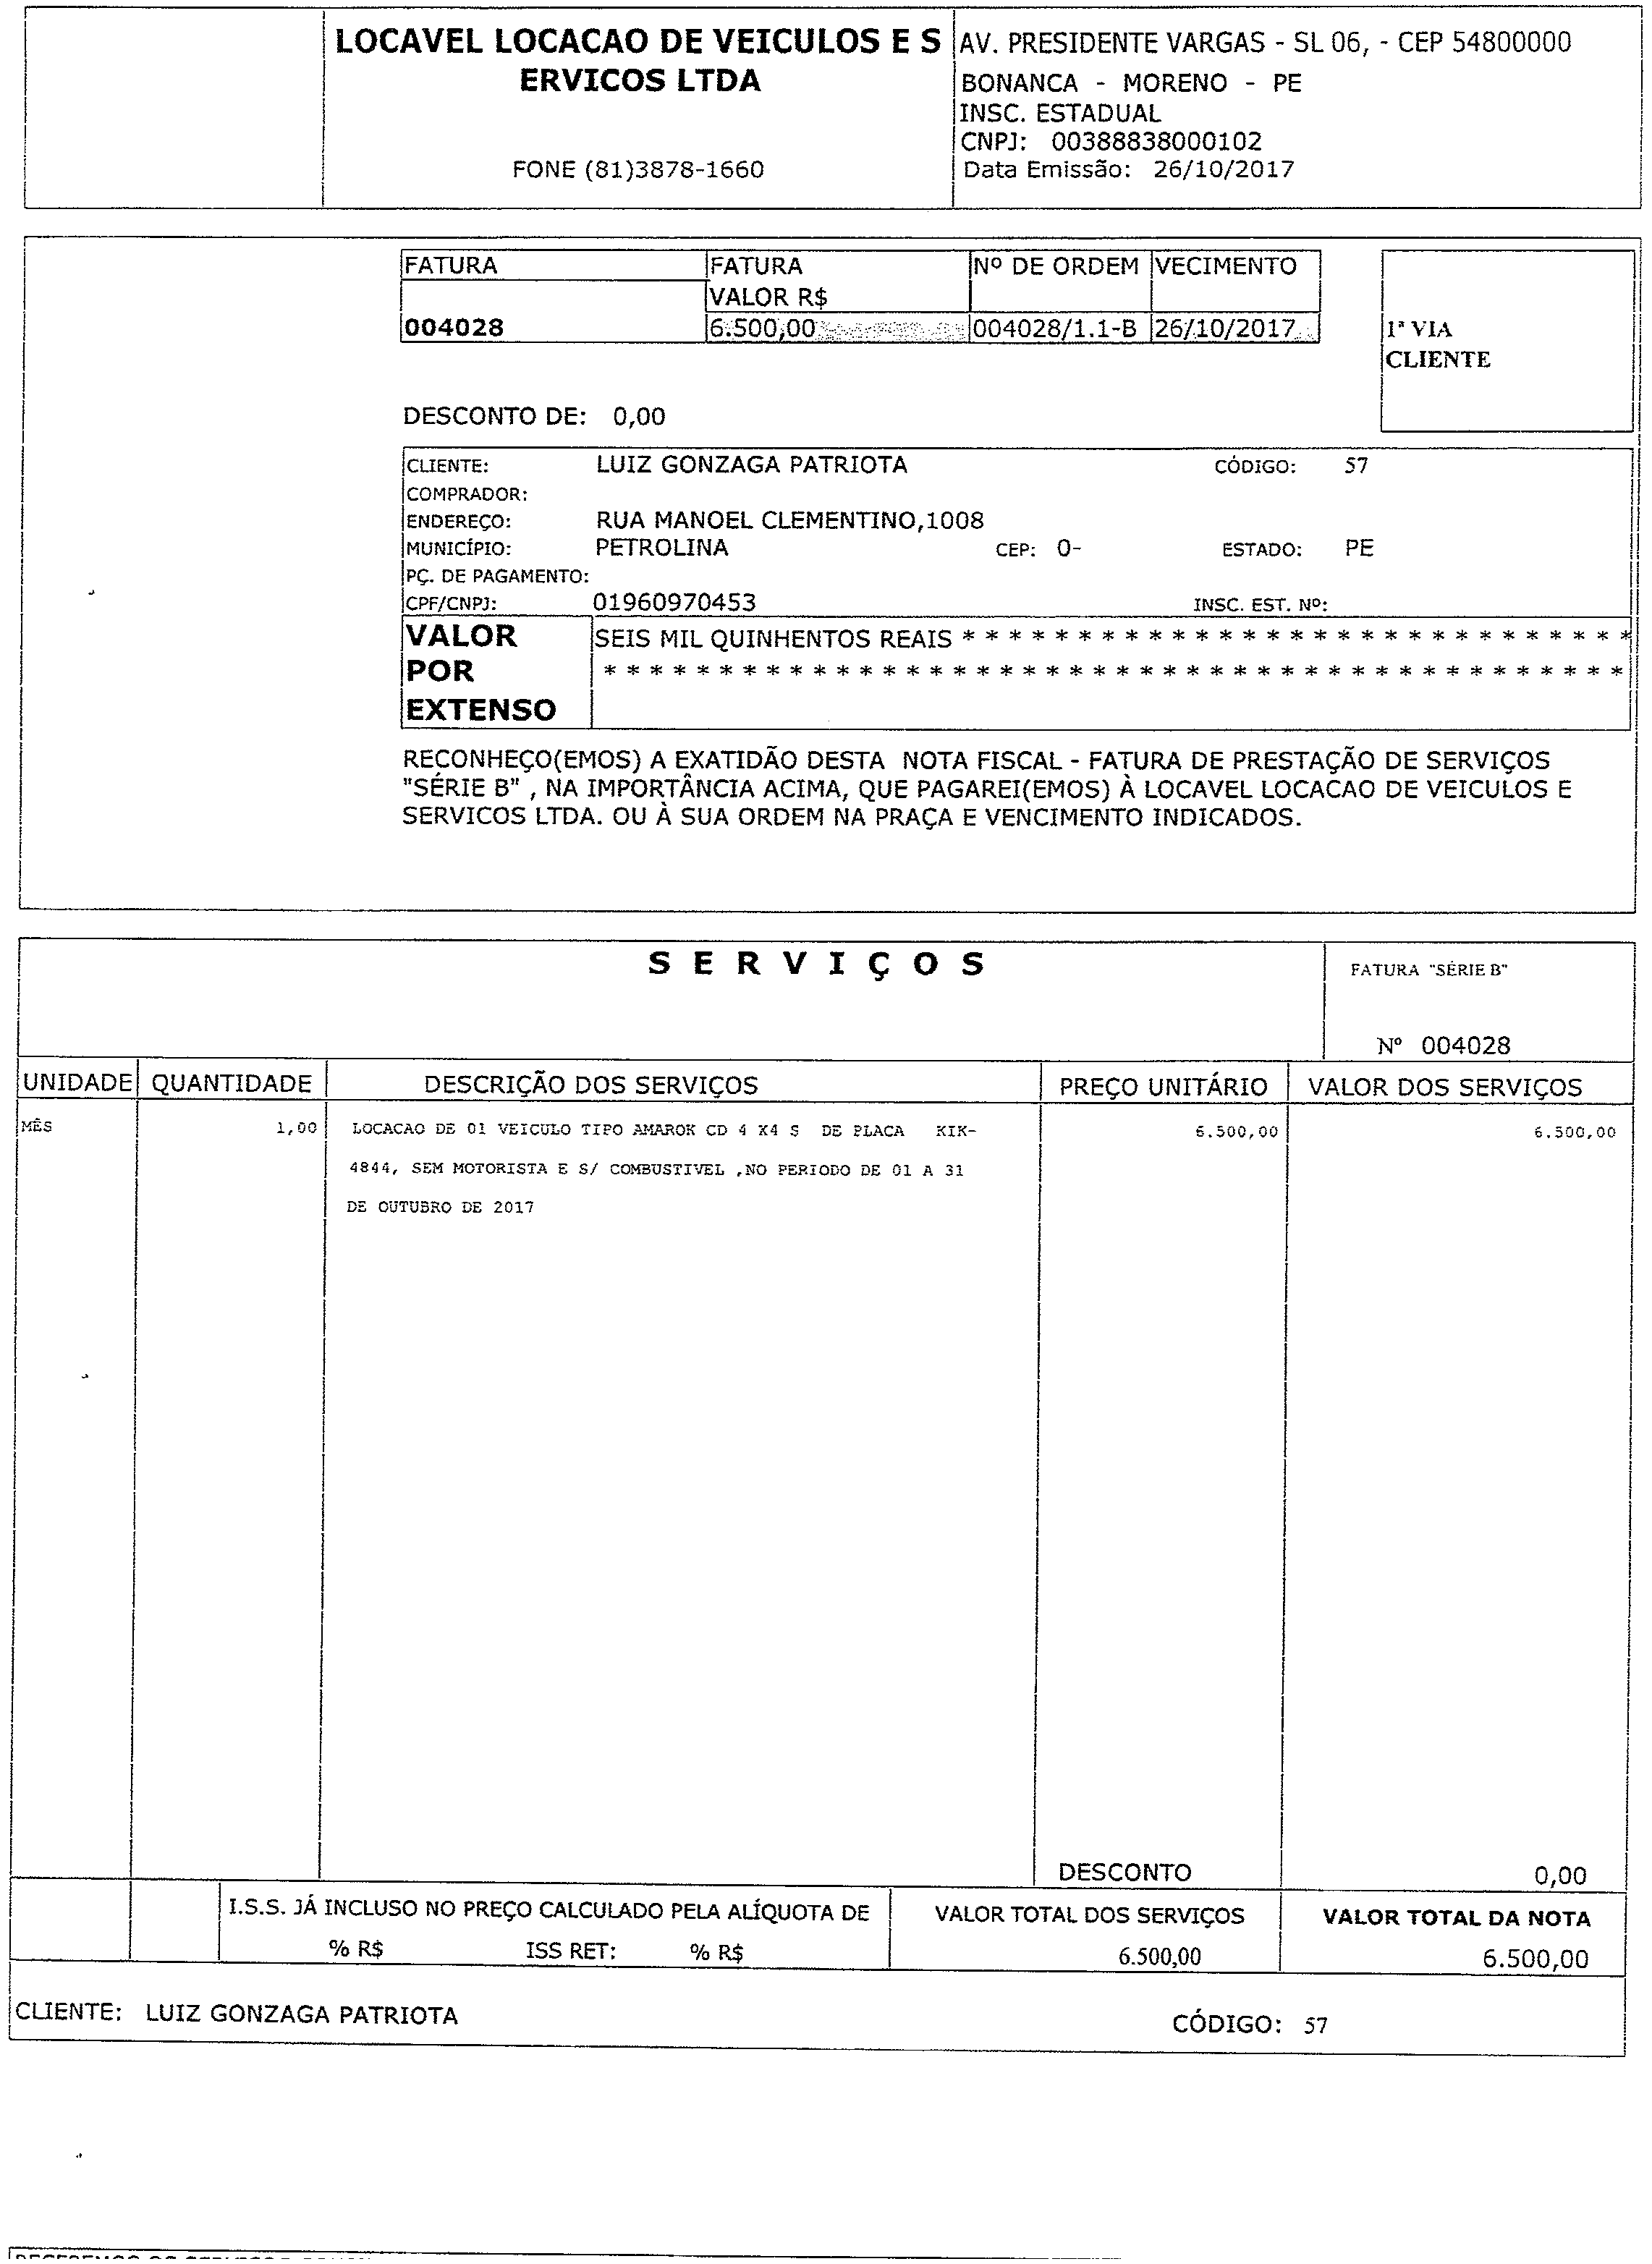 LOCAVEL LOCACAO DE VEICULOS E S
ERVICOS LTDA
FONE (81)3878-1660
AV. PRESIDENTE VARGAS - SL 06, - CEP 54800000
BONANCA - MORENO - PE
INSC. ESTADUAL
CNPJ: 00388838000102
Data Emissão: 26/10/2017
FATURA FATURA Nº DE ORDEM VECIMENTO
VALOR R$
004028 6.500,00 004028/1.1-B 26/10/2017
1ª VIA
CLIENTE
DESCONTO DE: 0,00
CLIENTE: LUIZ GONZAGA PATRIOTA CÓDIGO: 57
COMPRADOR:
ENDEREÇO: RUA MANOEL CLEMENTINO,1008
MUNICÍPIO: PETROLINA CEP: 0- ESTADO: PE
PÇ. DE PAGAMENTO:
CPF/CNPJ: 01960970453 INSC. EST. Nº:
VALOR POR EXTENSO
SEIS MIL QUINHENTOS REAIS * * * * * * * * * * * * * * * * * * * * * * * * * * * * *
* * * * * * * * * * * * * * * * * * * * * * * * * * * * * * * * * * * * * * * * * * * *
RECONHEÇO(EMOS) A EXATIDÃO DESTA NOTA FISCAL - FATURA DE PRESTAÇÃO DE SERVIÇOS
"SÉRIE B" , NA IMPORTÂNCIA ACIMA, QUE PAGAREI(EMOS) À LOCAVEL LOCACAO DE VEICULOS E
SERVICOS LTDA. OU À SUA ORDEM NA PRAÇA E VENCIMENTO INDICADOS.
S E R V I Ç O S
FATURA "SÉRIE B"
Nº 004028
UNIDADE QUANTIDADE DESCRIÇÃO DOS SERVIÇOS PREÇO UNITÁRIO VALOR DOS SERVIÇOS
MÊS 1,00 LOCACAO DE 01 VEICULO TIPO AMAROK CD 4 X4 S DE PLACA KIK- 6.500,00 6.500,00
4844, SEM MOTORISTA E S/ COMBUSTIVEL ,NO PERIODO DE 01 A 31
DE OUTUBRO DE 2017
DESCONTO 0,00
I.S.S. JÁ INCLUSO NO PREÇO CALCULADO PELA ALÍQUOTA DE VALOR TOTAL DOS SERVIÇOS VALOR TOTAL DA NOTA
% R$ ISS RET: % R$ 6.500,00 6.500,00
CLIENTE: LUIZ GONZAGA PATRIOTA CÓDIGO: 57